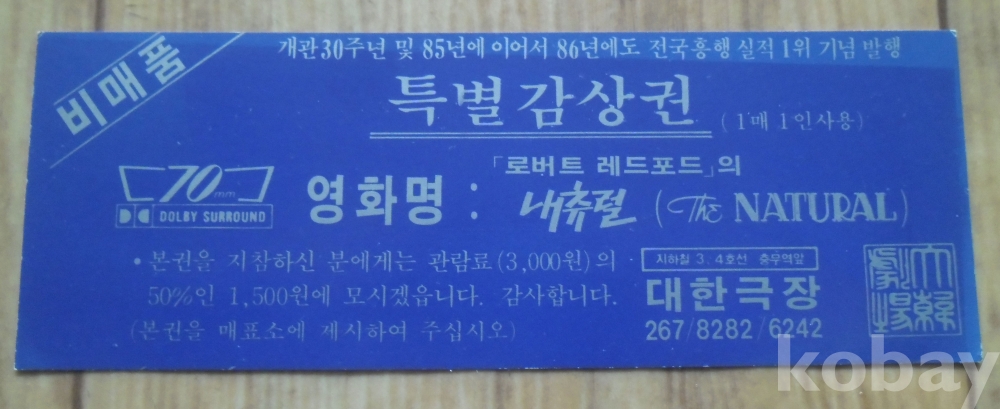 비매품
개관30주년 및 85년에 이어서 86년에도 전국흥행 실적 1위 기념 발행
특별감상권 (1매 1인사용)
70mm
DOLBY SURROUND
영화명 : 「로버트 레드포드」의
내츄럴 (The NATURAL)
• 본권을 지참하신 분에게는 관람료(3,000원)의
50%인 1,500원에 모시겠읍니다. 감사합니다.
(본권을 매표소에 제시하여 주십시오)
지하철 3.4호선 충무역앞
대한극장
267/8282/6242
大韓劇場
kobay